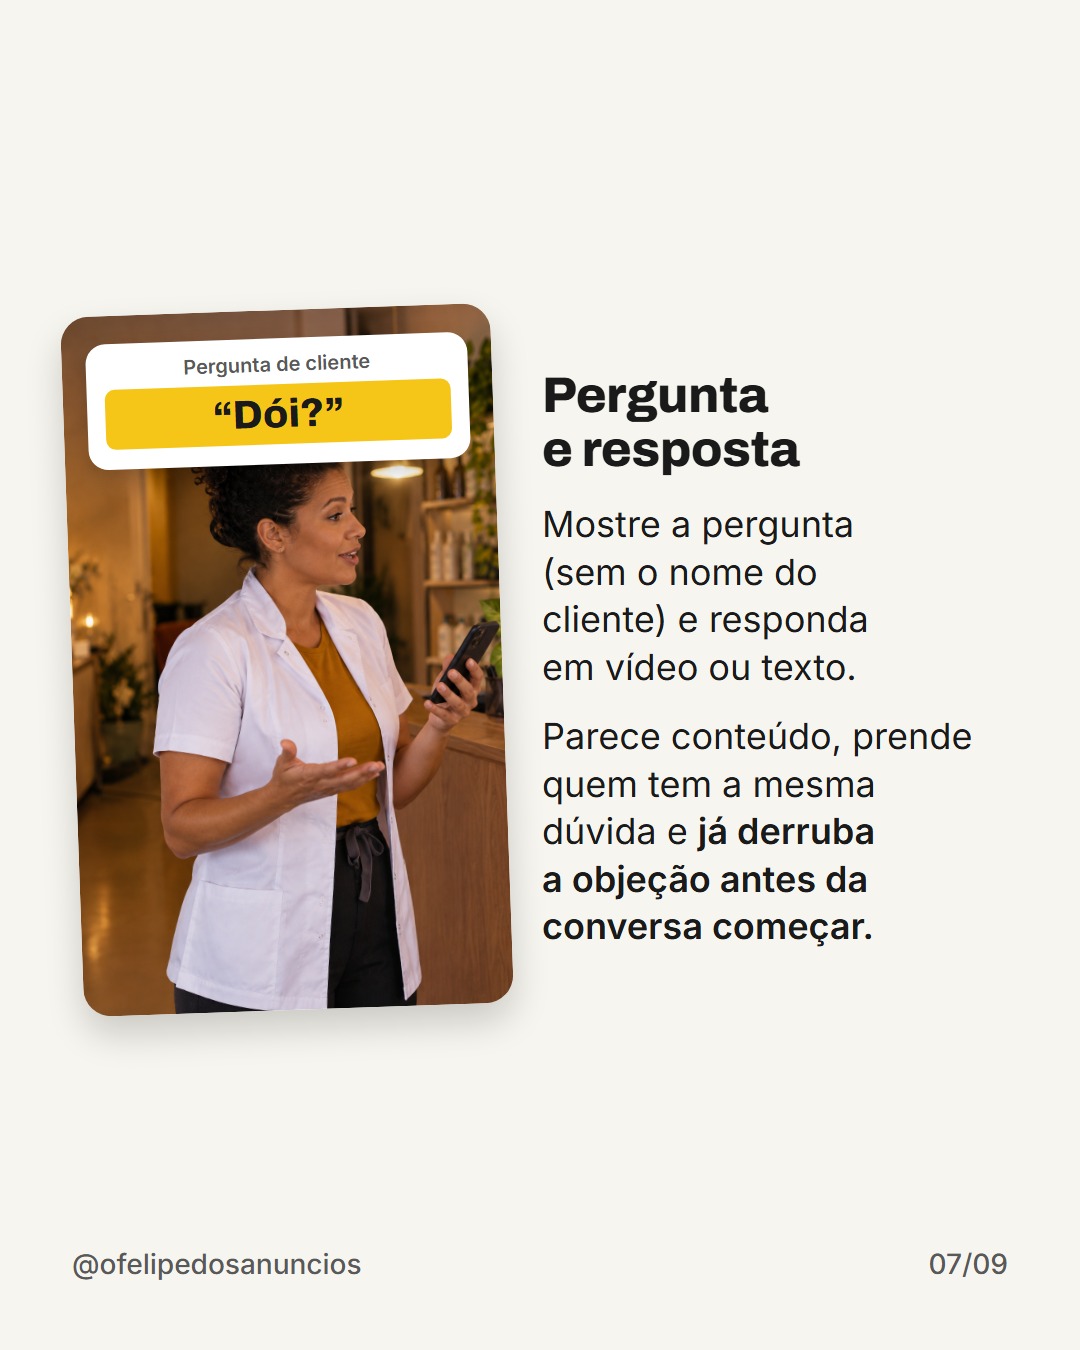 Pergunta de cliente
“Dói?”
Pergunta
e resposta
Mostre a pergunta
(sem o nome do
cliente) e responda
em vídeo ou texto.
Parece conteúdo, prende
quem tem a mesma
dúvida e já derruba
a objeção antes da
conversa começar.
@ofelipedosanuncios
07/09